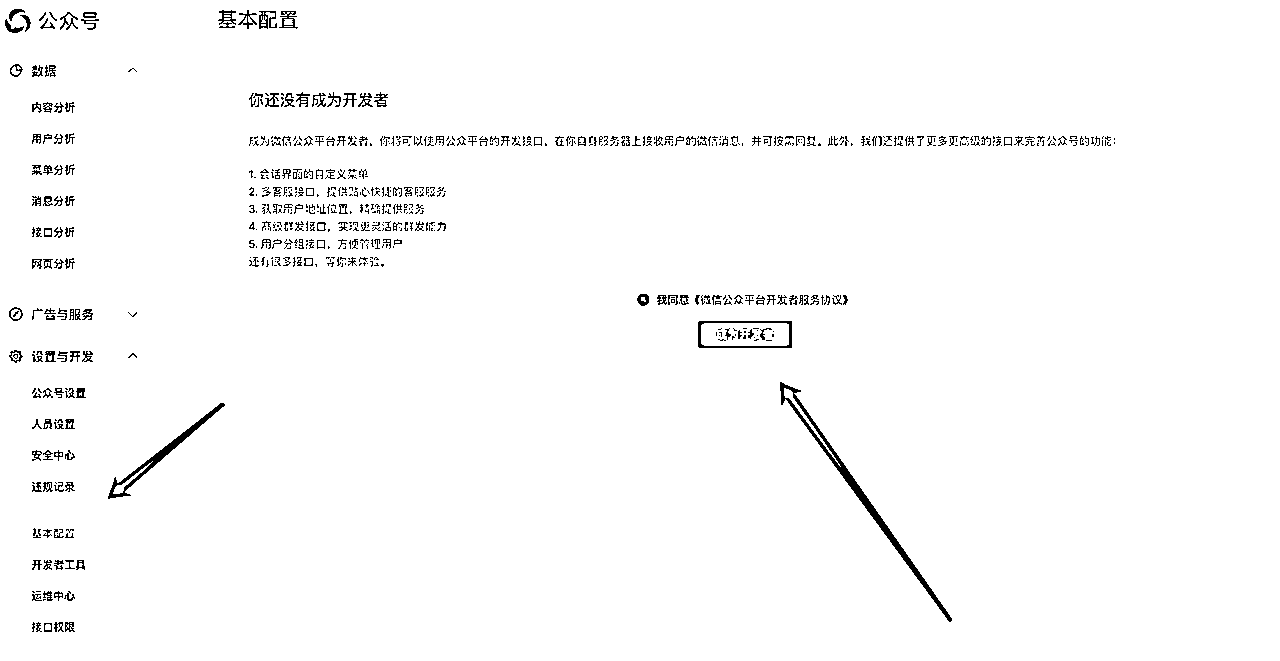 公众号
基本配置
数据
内容分析
用户分析
菜单分析
消息分析
接口分析
网页分析
广告与服务
设置与开发
公众号设置
人员设置
安全中心
违规记录
基本配置
开发者工具
运维中心
接口权限
你还没有成为开发者
成为微信公众平台开发者，你将可以使用公众平台的开发接口，在你自身服务器上接收用户的微信消息，并可按需回复。此外，我们还提供了更多更高级的接口来完善公众号的功能：
1. 会话界面的自定义菜单
2. 多客服接口，提供贴心快捷的客服服务
3. 获取用户地址位置，精确提供服务
4. 高级群发接口，实现更灵活的群发能力
5. 用户分组接口，方便管理用户
还有很多接口，等你来体验。
我同意《微信公众平台开发者服务协议》
成为开发者